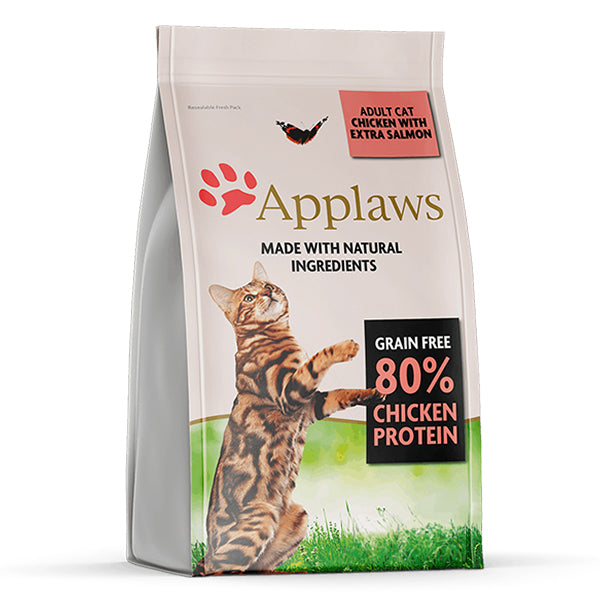 Resealable Fresh Pack
ADULT CAT
CHICKEN WITH
EXTRA SALMON
Applaws
MADE WITH NATURAL
INGREDIENTS
GRAIN FREE
80%
CHICKEN
PROTEIN